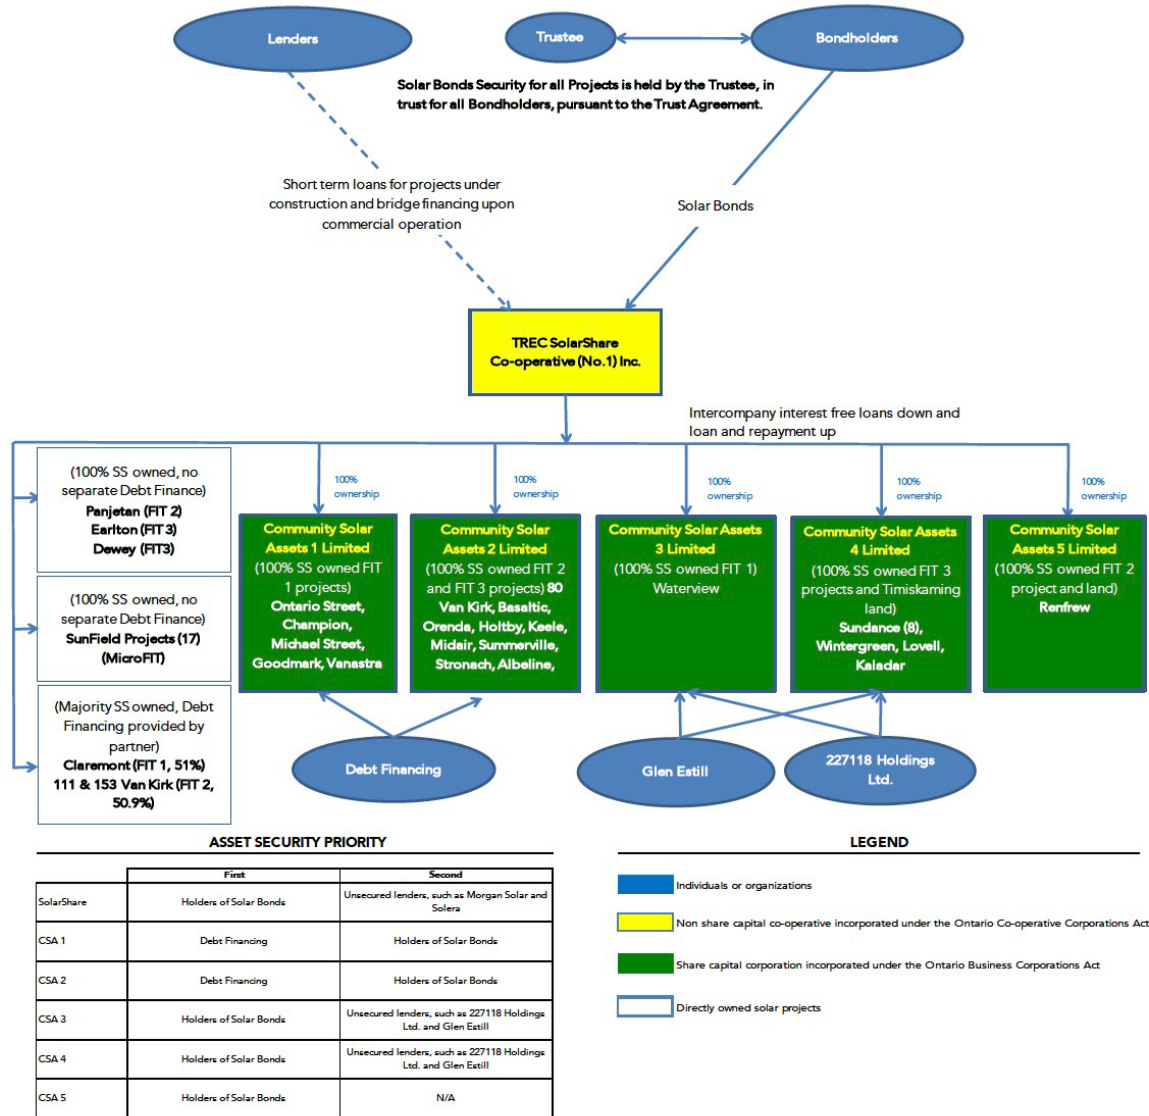 Lenders
Trustee
Bondholders
Solar Bonds Security for all Projects is held by the Trustee, in
trust for all Bondholders, pursuant to the Trust Agreement.
Short term loans for projects under
construction and bridge financing upon
commercial operation
Solar Bonds
TREC SolarShare
Co-operative (No.1) Inc.
Intercompany interest free loans down and
loan and repayment up
(100% SS owned, no
separate Debt Finance)
Panjetan (FIT 2)
Earlton (FIT 3)
Dewey (FIT3)
(100% SS owned, no
separate Debt Finance)
SunField Projects (17)
(MicroFIT)
(Majority SS owned, Debt
Financing provided by
partner)
Claremont (FIT 1, 51%)
111 & 153 Van Kirk (FIT 2,
50.9%)
100%
ownership
Community Solar
Assets 1 Limited
(100% SS owned FIT
1 projects)
Ontario Street,
Champion,
Michael Street,
Goodmark, Vanastra
100%
ownership
Community Solar
Assets 2 Limited
(100% SS owned FIT 2
and FIT 3 projects) 80
Van Kirk, Basaltic,
Orenda, Holtby, Keele,
Midair, Summerville,
Stronach, Albeline,
100%
ownership
Community Solar Assets
3 Limited
(100% SS owned FIT 1)
Waterview
100%
ownership
Community Solar Assets
4 Limited
(100% SS owned FIT 3
projects and Timiskaming
land)
Sundance (8),
Wintergreen, Lovell,
Kaladar
100%
ownership
Community Solar
Assets 5 Limited
(100% SS owned FIT 2
project and land)
Renfrew
Debt Financing
Glen Estill
227118 Holdings
Ltd.
ASSET SECURITY PRIORITY
First Second
SolarShare Holders of Solar Bonds Unsecured lenders, such as Morgan Solar and
Solera
CSA 1 Debt Financing Holders of Solar Bonds
CSA 2 Debt Financing Holders of Solar Bonds
CSA 3 Holders of Solar Bonds Unsecured lenders, such as 227118 Holdings
Ltd. and Glen Estill
CSA 4 Holders of Solar Bonds Unsecured lenders, such as 227118 Holdings
Ltd. and Glen Estill
CSA 5 Holders of Solar Bonds N/A
LEGEND
Individuals or organizations
Non share capital co-operative incorporated under the Ontario Co-operative Corporations Act
Share capital corporation incorporated under the Ontario Business Corporations Act
Directly owned solar projects